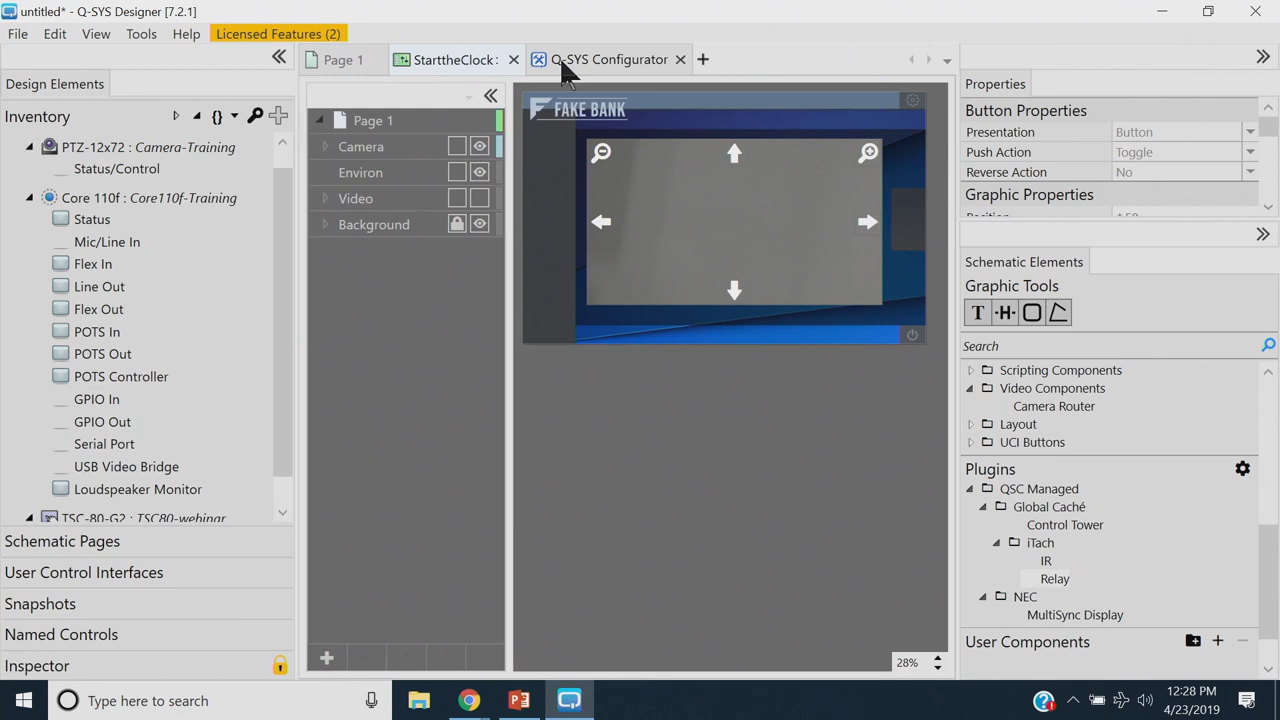 untitled* - Q-SYS Designer [7.2.1]
File Edit View Tools Help Licensed Features (2)
Design Elements
Inventory {}
PTZ-12x72 : Camera-Training
Status/Control
Core 110f : Core110f-Training
Status
Mic/Line In
Flex In
Line Out
Flex Out
POTS In
POTS Out
POTS Controller
GPIO In
GPIO Out
Serial Port
USB Video Bridge
Loudspeaker Monitor
TSC-80-G2 : TSC80-webinar
Schematic Pages
User Control Interfaces
Snapshots
Named Controls
Inspector
Page 1 StarttheClock : Q-SYS Configurator
Page 1
Camera
Environ
Video
Background
FAKE BANK
28%
Properties
Button Properties
Presentation Button
Push Action Toggle
Reverse Action No
Graphic Properties
Schematic Elements
Graphic Tools
T H
Search
Scripting Components
Video Components
Camera Router
Layout
UCI Buttons
Plugins
QSC Managed
Global Caché
Control Tower
iTach
IR
Relay
NEC
MultiSync Display
User Components
Type here to search
12:28 PM
4/23/2019